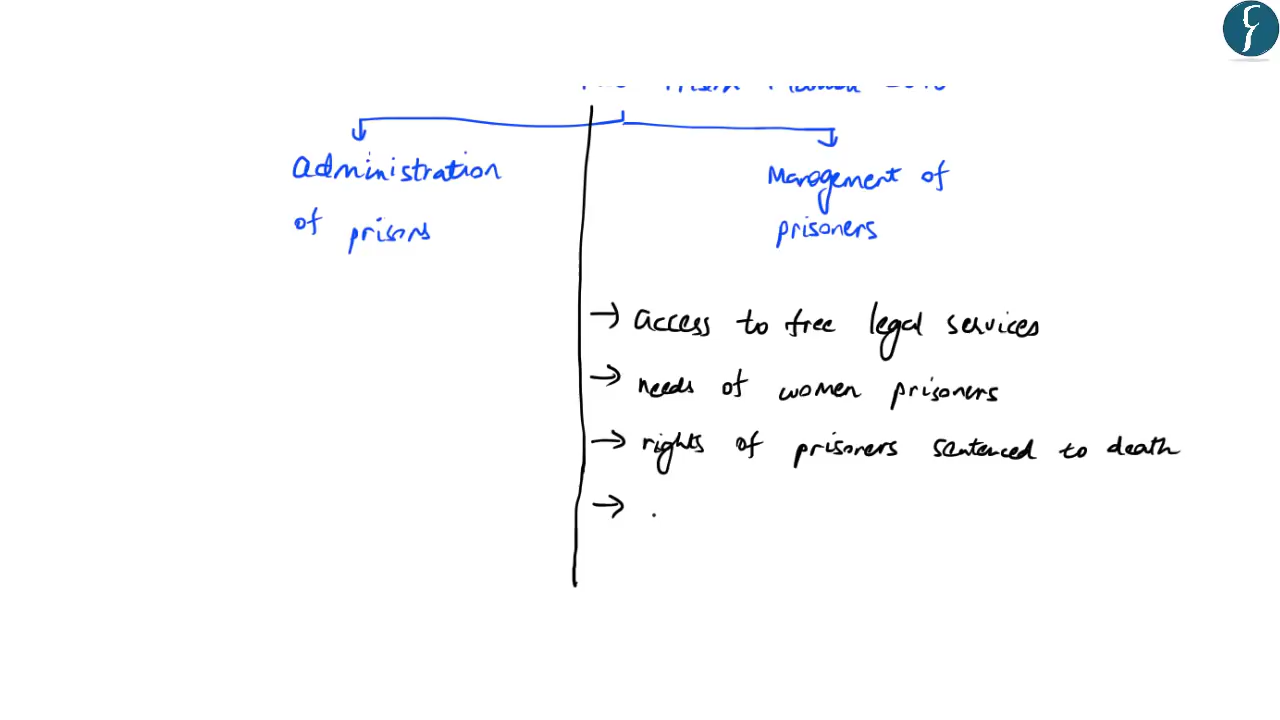 Administration
of prisons
Management of
prisoners
→ access to free legal services
→ needs of women prisoners
→ rights of prisoners sentenced to death
→